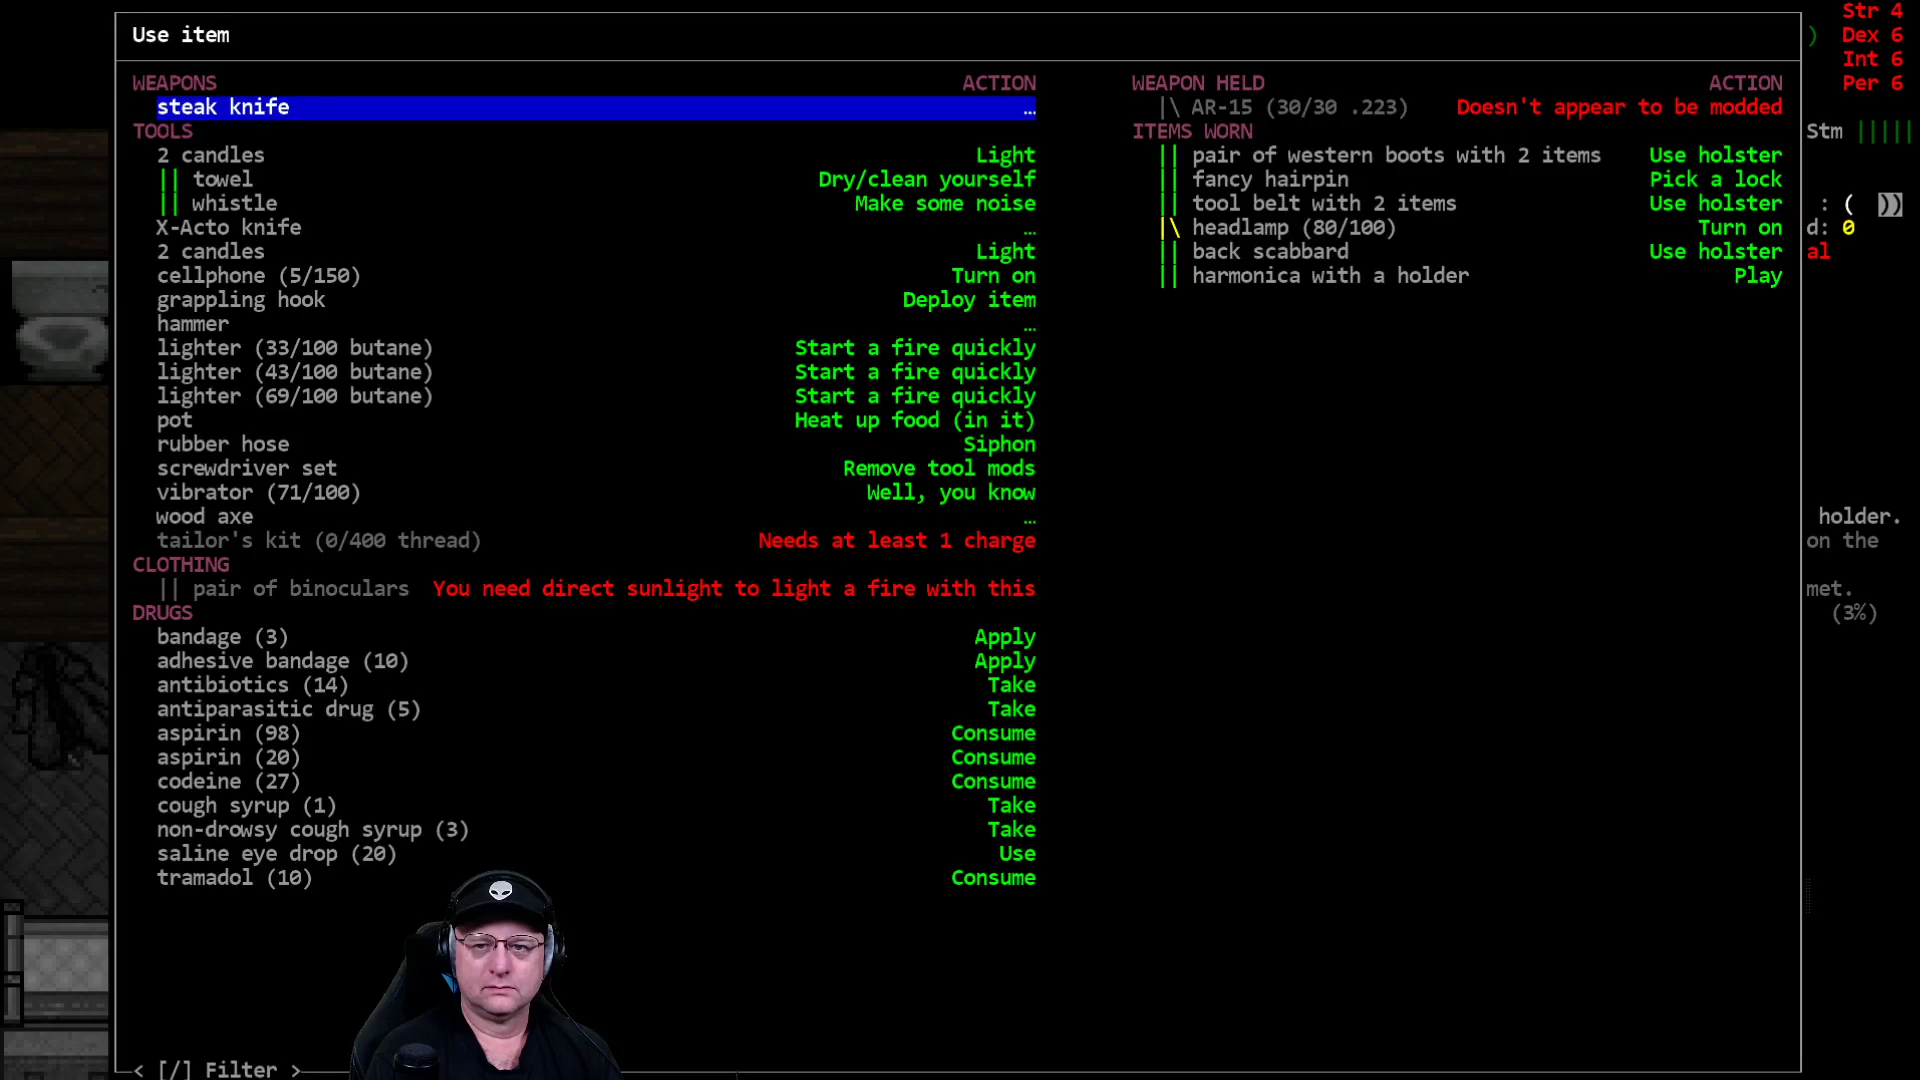 Use item
WEAPONS ACTION
steak knife …
TOOLS
2 candles Light
|| towel Dry/clean yourself
|| whistle Make some noise
X-Acto knife …
2 candles Light
cellphone (5/150) Turn on
grappling hook Deploy item
hammer …
lighter (33/100 butane) Start a fire quickly
lighter (43/100 butane) Start a fire quickly
lighter (69/100 butane) Start a fire quickly
pot Heat up food (in it)
rubber hose Siphon
screwdriver set Remove tool mods
vibrator (71/100) Well, you know
wood axe …
tailor's kit (0/400 thread) Needs at least 1 charge
CLOTHING
|| pair of binoculars You need direct sunlight to light a fire with this
DRUGS
bandage (3) Apply
adhesive bandage (10) Apply
antibiotics (14) Take
antiparasitic drug (5) Take
aspirin (98) Consume
aspirin (20) Consume
codeine (27) Consume
cough syrup (1) Take
non-drowsy cough syrup (3) Take
saline eye drop (20) Use
tramadol (10) Consume
< [/] Filter >
WEAPON HELD ACTION
|\ AR-15 (30/30 .223) Doesn't appear to be modded
ITEMS WORN
|| pair of western boots with 2 items Use holster
|| fancy hairpin Pick a lock
|| tool belt with 2 items Use holster
|\ headlamp (80/100) Turn on
|| back scabbard Use holster
|| harmonica with a holder Play
Str 4
) Dex 6
Int 6
Per 6
Stm |||||
: ( ))
d: 0
al
holder.
on the
met.
(3%)